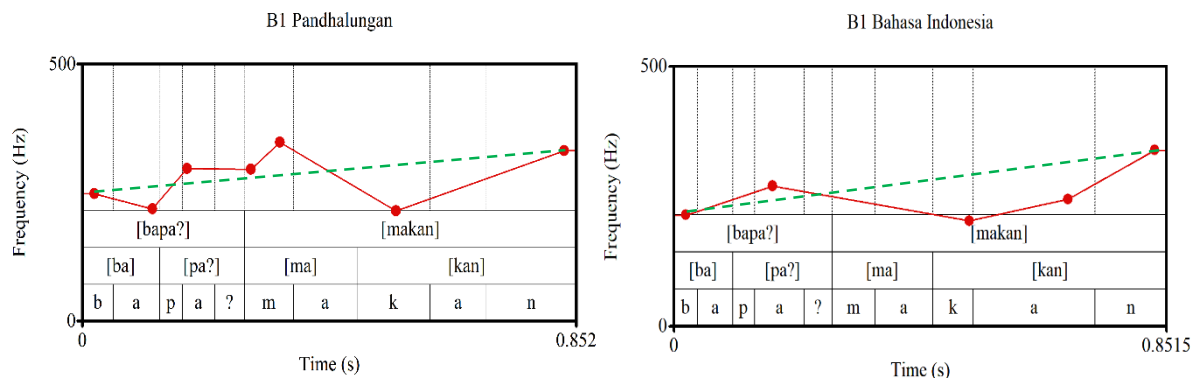 B1 Pandhalungan
500
Frequency (Hz)
[bapa?] [makan]
[ba] [pa?] [ma] [kan]
b a p a ? m a k a n
0
0 0.852
Time (s)
B1 Bahasa Indonesia
500
Frequency (Hz)
[bapa?] [makan]
[ba] [pa?] [ma] [kan]
b a p a ? m a k a n
0
0 0.8515
Time (s)